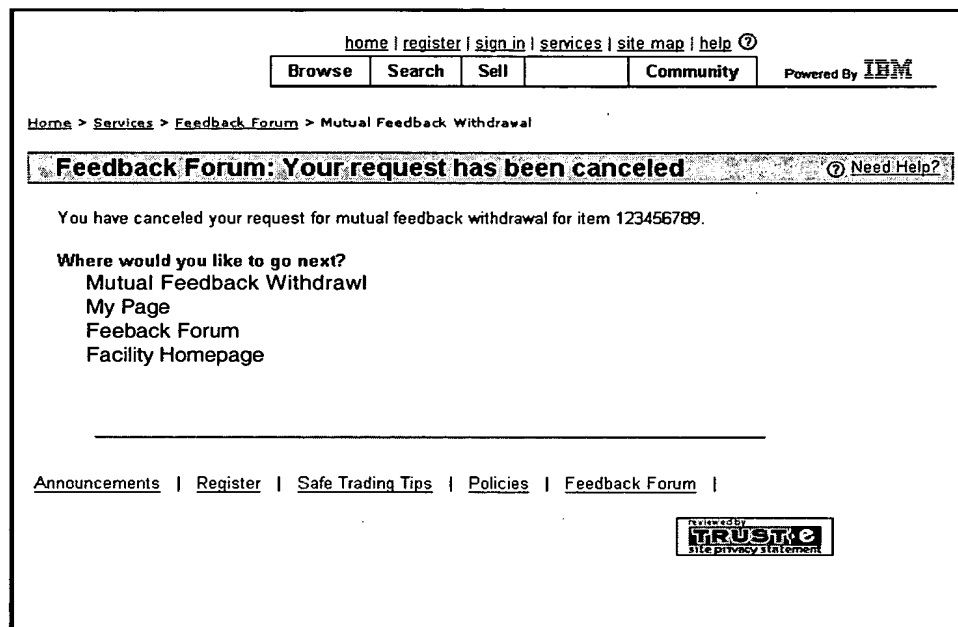 home | register | sign in | services | site map | help ?
Browse Search Sell Community Powered By IBM
Home > Services > Feedback Forum > Mutual Feedback Withdrawal
Feedback Forum: Your request has been canceled ? Need Help?
You have canceled your request for mutual feedback withdrawal for item 123456789.
Where would you like to go next?
Mutual Feedback Withdrawl
My Page
Feeback Forum
Facility Homepage
Announcements | Register | Safe Trading Tips | Policies | Feedback Forum |
reviewed by
TRUST·e
site privacy statement